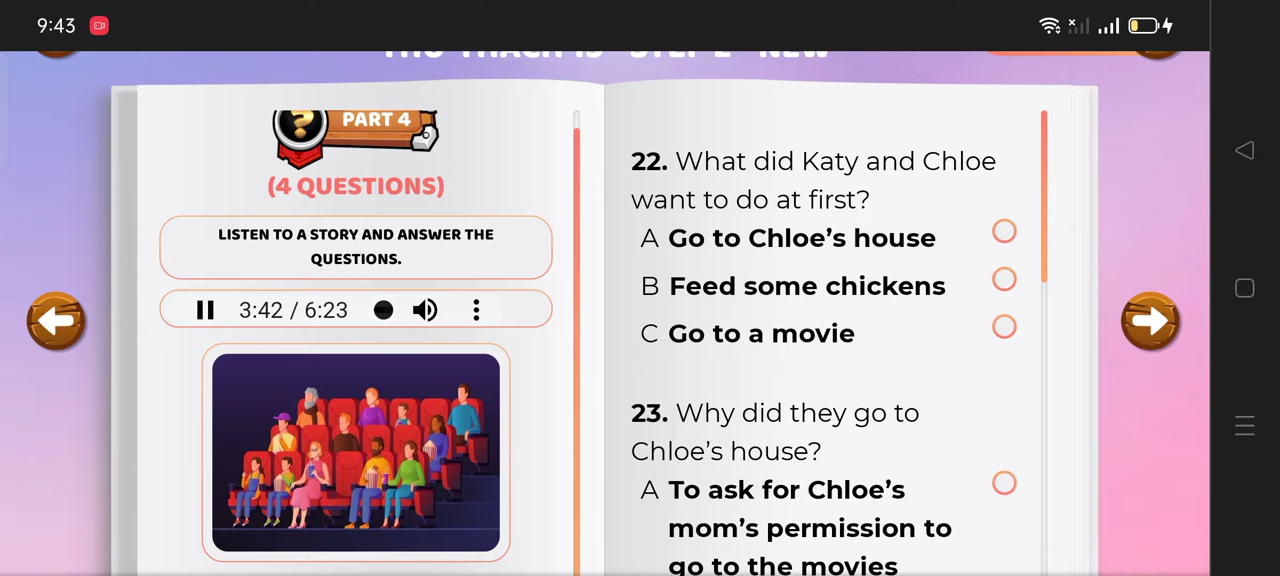 9:43
PART 4
(4 QUESTIONS)
LISTEN TO A STORY AND ANSWER THE
QUESTIONS.
3:42 / 6:23
22. What did Katy and Chloe
want to do at first?
A Go to Chloe's house
B Feed some chickens
C Go to a movie
23. Why did they go to
Chloe's house?
A To ask for Chloe's
mom's permission to
go to the movies